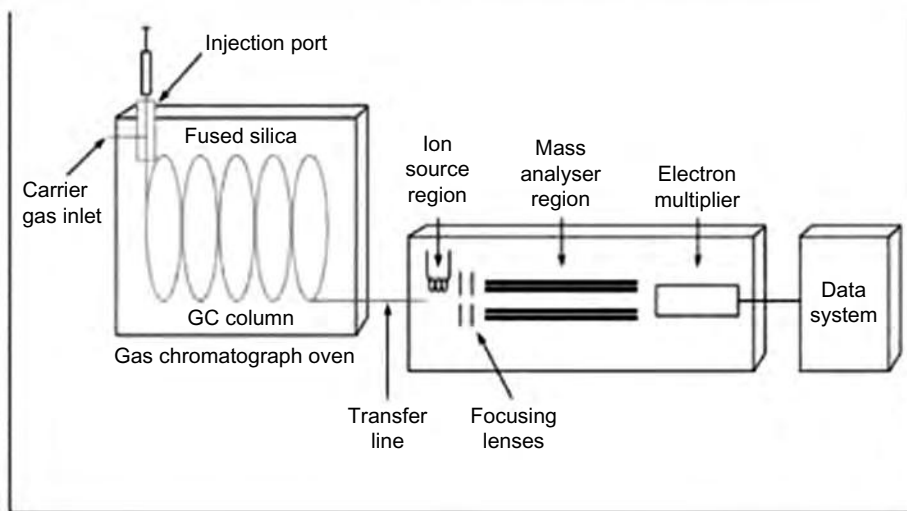 Injection port
Fused silica
Carrier
gas inlet
GC column
Gas chromatograph oven
Ion
source
region
Mass
analyser
region
Electron
multiplier
Data
system
Transfer
line
Focusing
lenses